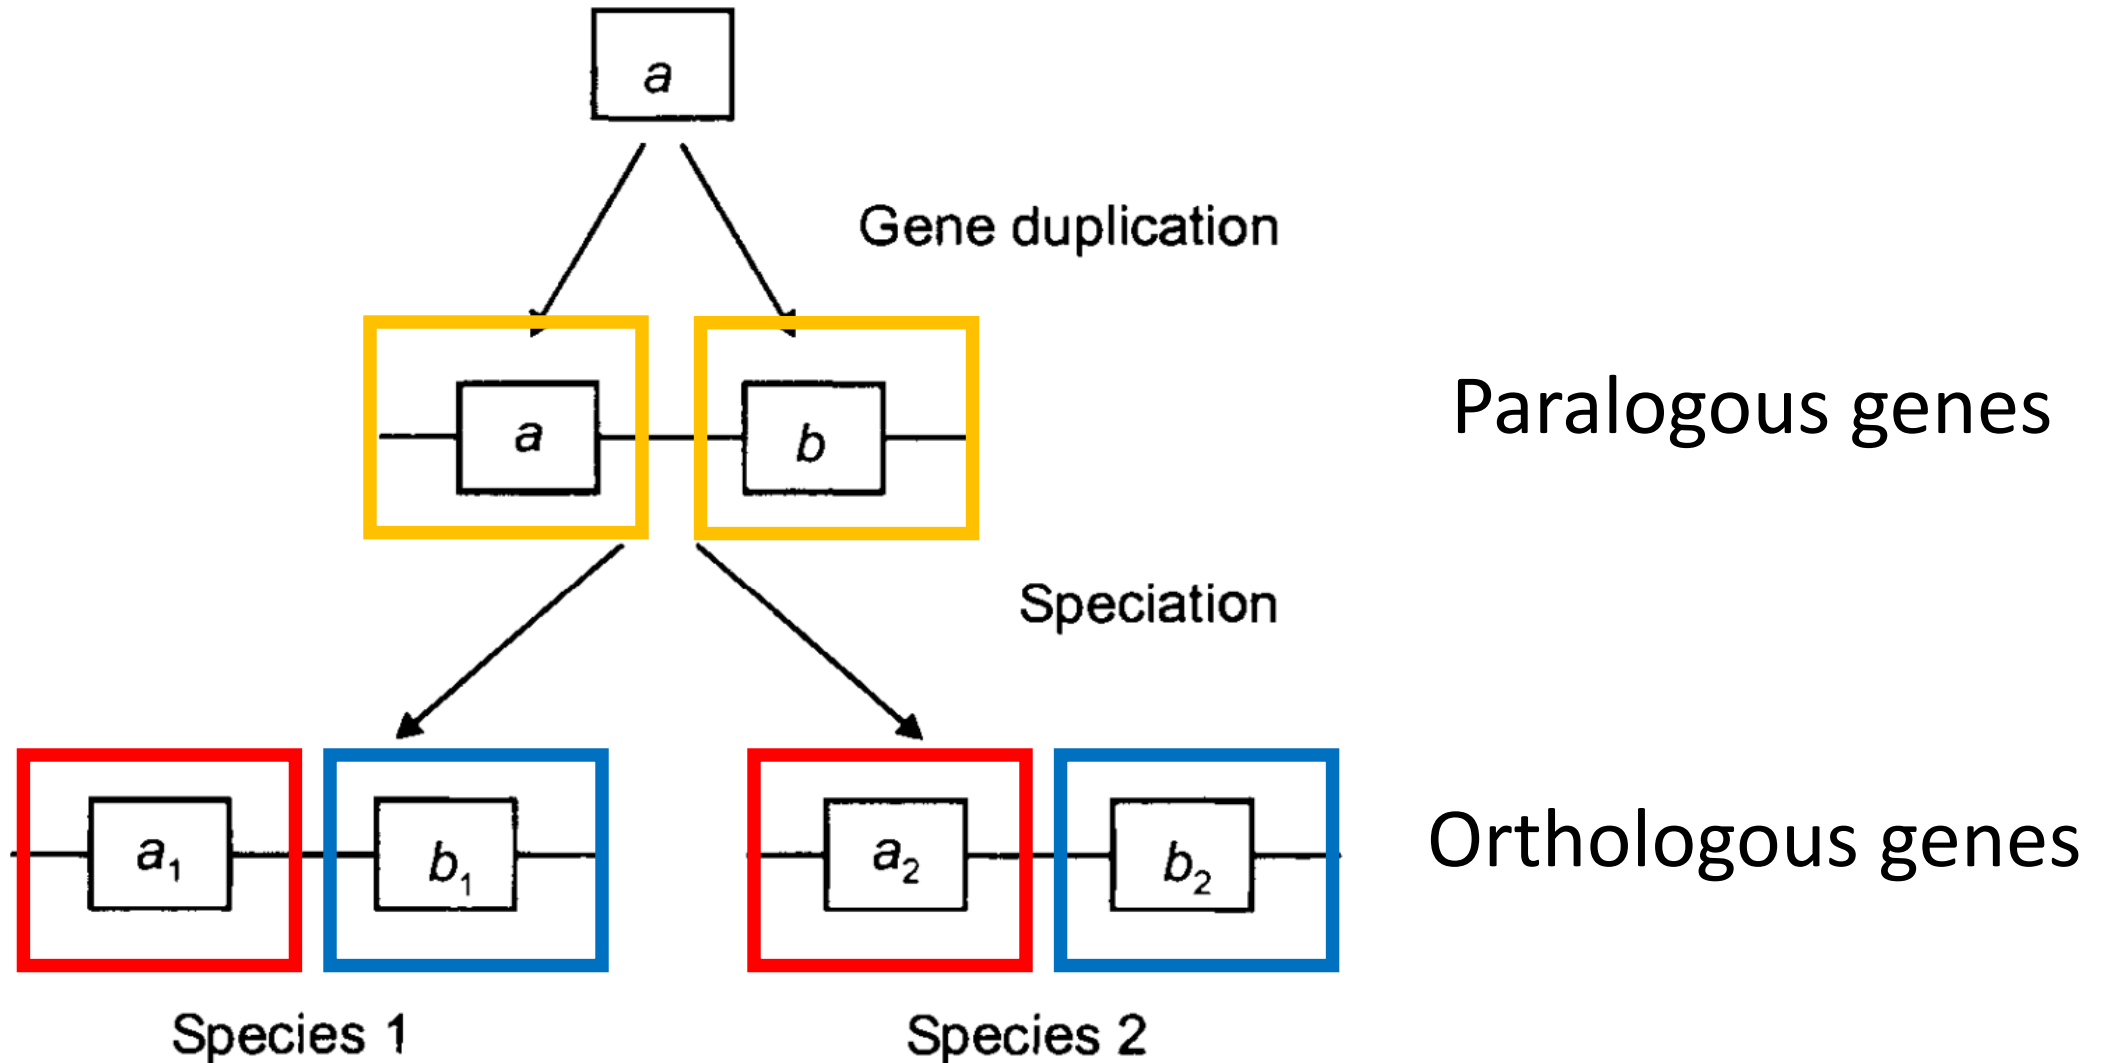 a
Gene duplication
a b
Paralogous genes
Speciation
a₁ b₁ a₂ b₂
Orthologous genes
Species 1 Species 2